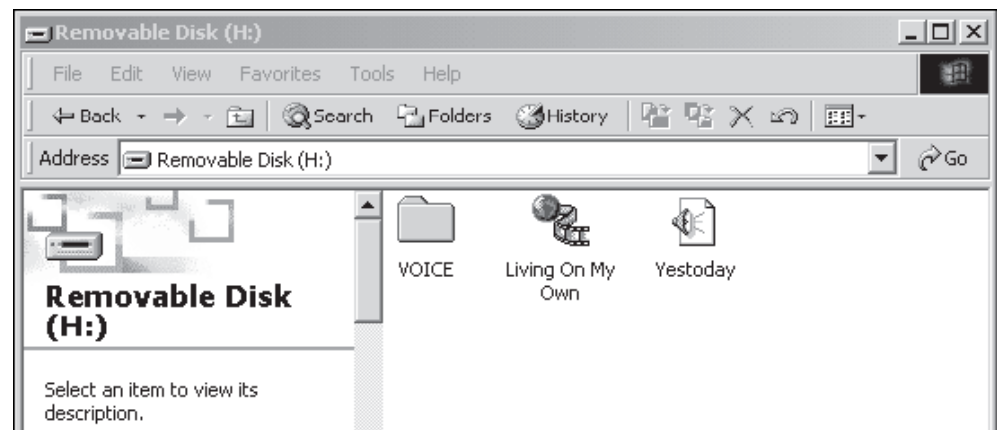 Removable Disk (H:)
File Edit View Favorites Tools Help
Back Search Folders History
Address Removable Disk (H:) Go
Removable Disk
(H:)
Select an item to view its
description.
VOICE
Living On My
Own
Yestoday